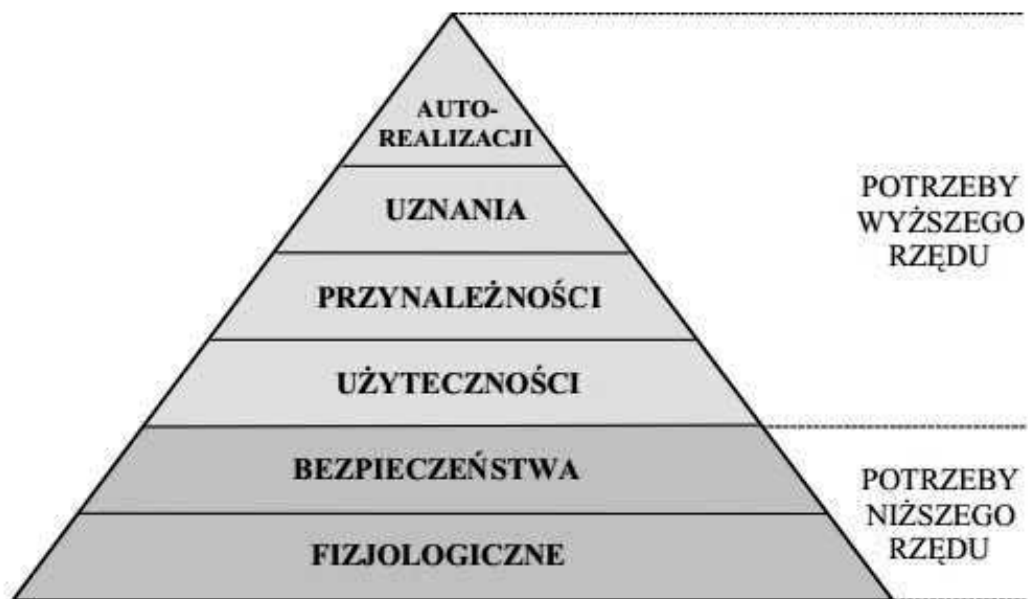 AUTO-
REALIZACJI
UZNANIA
PRZYNALEŻNOŚCI
UŻYTECZNOŚCI
BEZPIECZEŃSTWA
FIZJOLOGICZNE
POTRZEBY
WYŻSZEGO
RZĘDU
POTRZEBY
NIŻSZEGO
RZĘDU